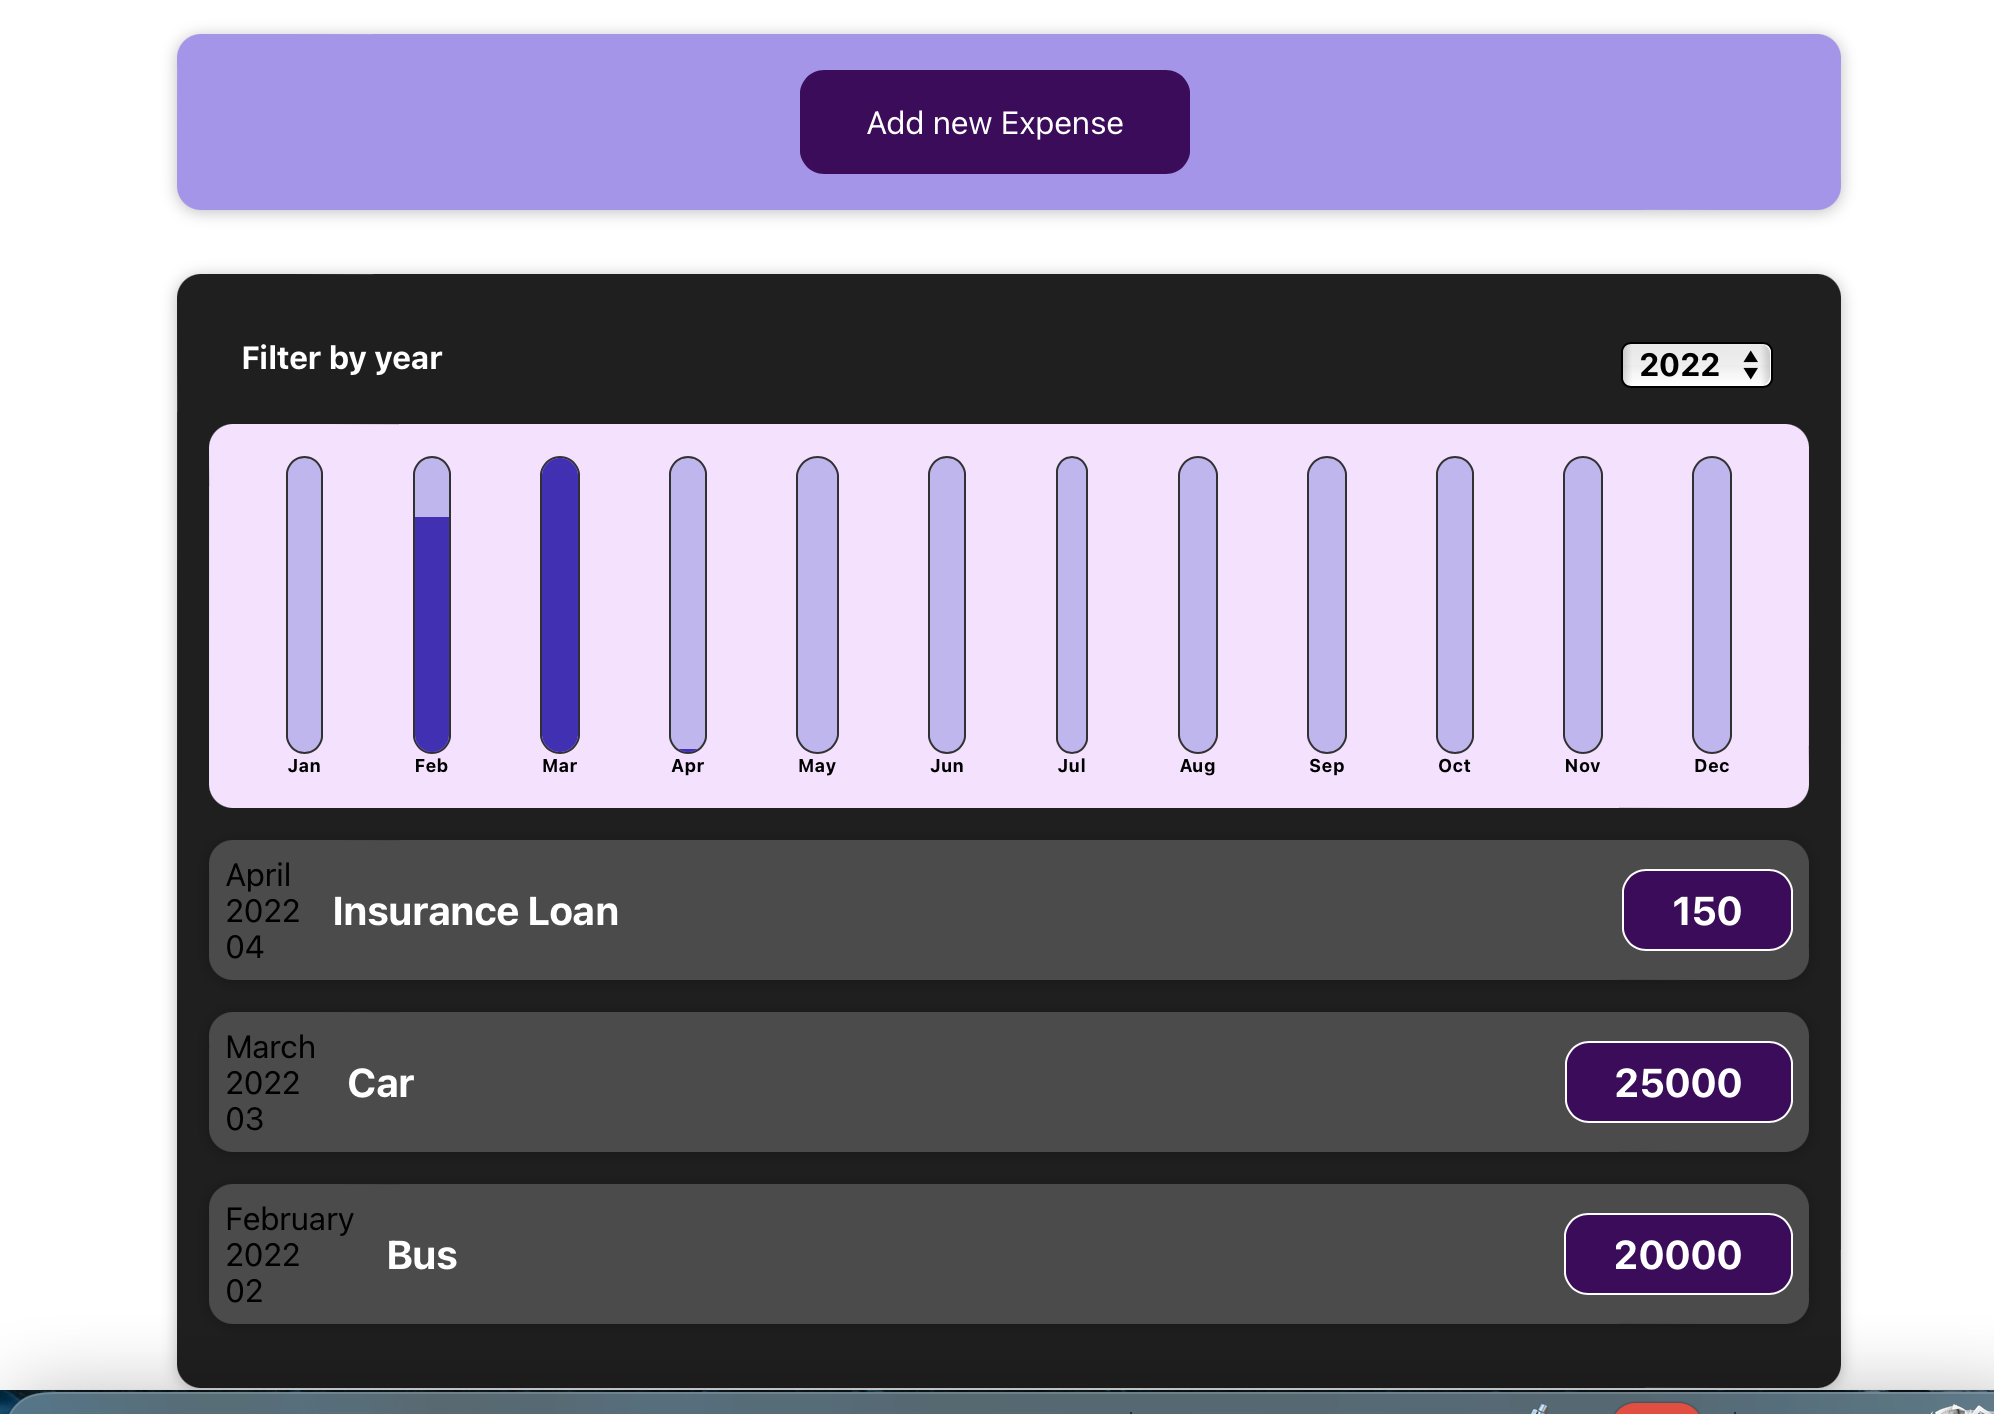 Add new Expense
Filter by year
2022
Jan Feb Mar Apr May Jun Jul Aug Sep Oct Nov Dec
April
2022
04
Insurance Loan
150
March
2022
03
Car
25000
February
2022
02
Bus
20000